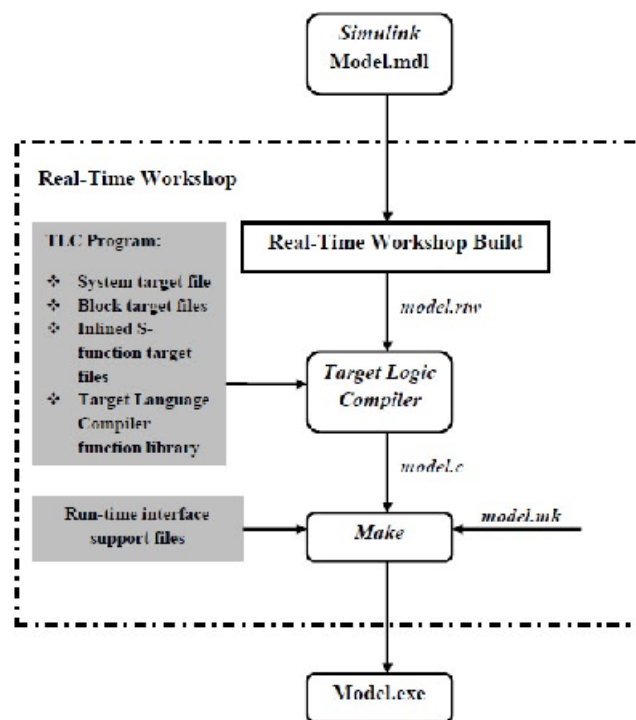 Simulink
Model.mdl
Real-Time Workshop
TLC Program:
❖ System target file
❖ Block target files
❖ Inlined S-
function target
files
❖ Target Language
Compiler
function library
Real-Time Workshop Build
model.rtw
Target Logic
Compiler
model.c
Run-time interface
support files
Make
model.mk
Model.exe